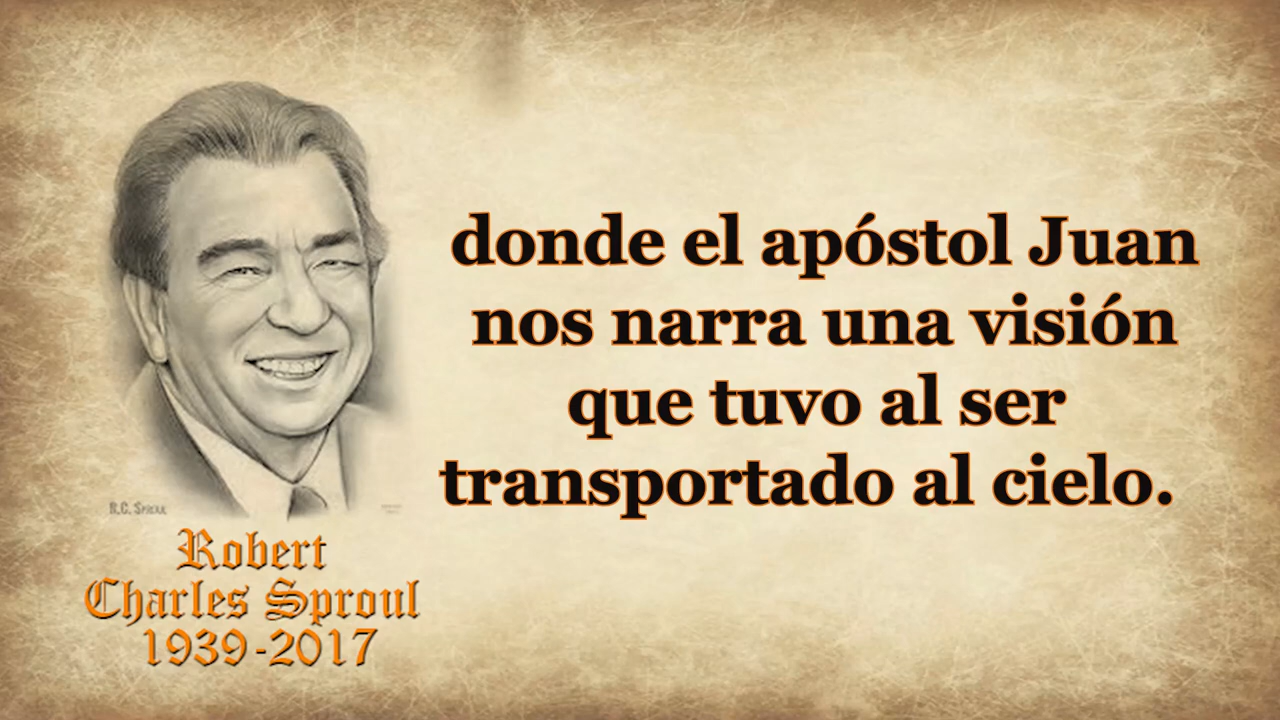 donde el apóstol Juan
nos narra una visión
que tuvo al ser
transportado al cielo.
R.C. Sproul
Robert
Charles Sproul
1939-2017